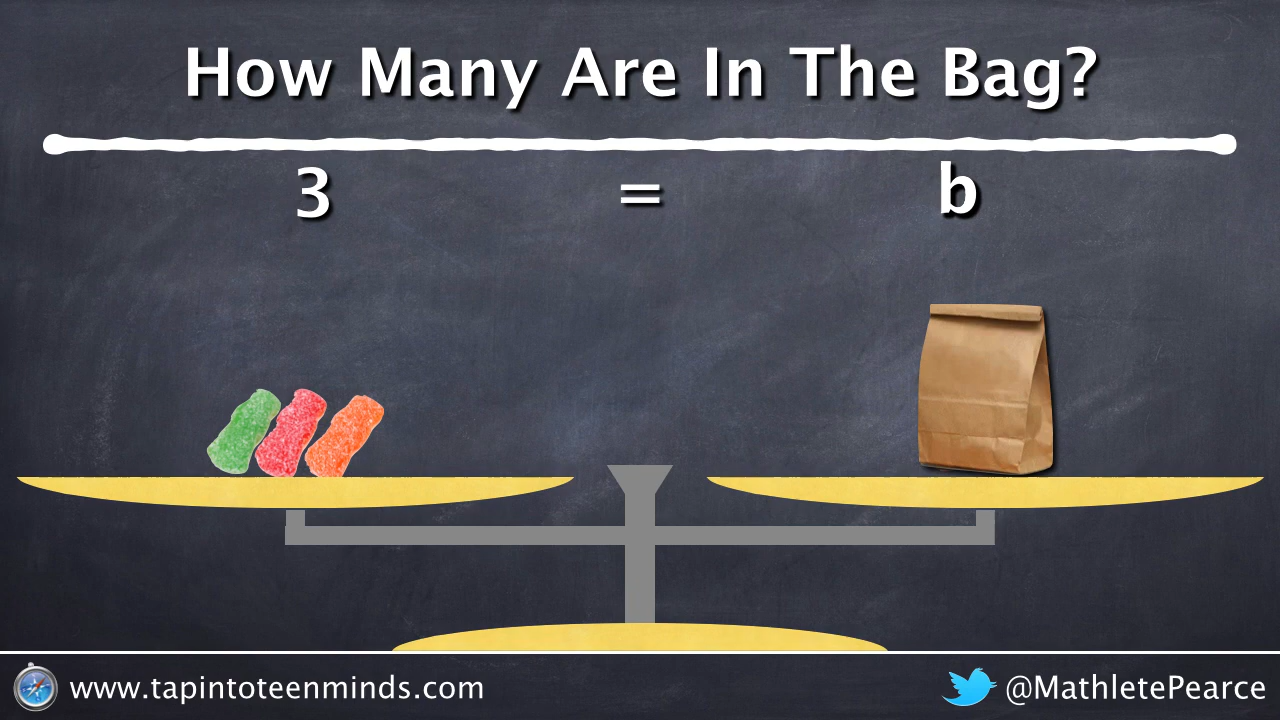 How Many Are In The Bag?
3 = b
www.tapintoteenminds.com
@MathletePearce